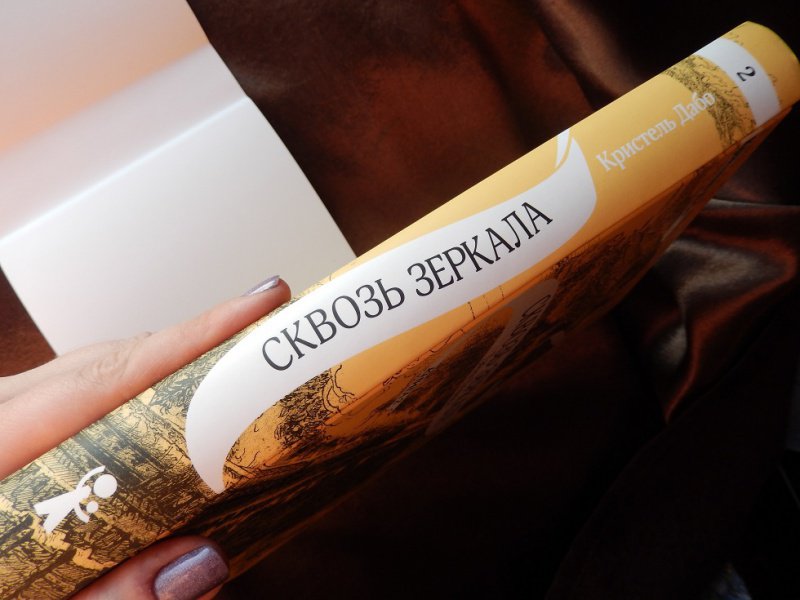 СКВОЗЬ ЗЕРКАЛА
Кристель Дабо
2